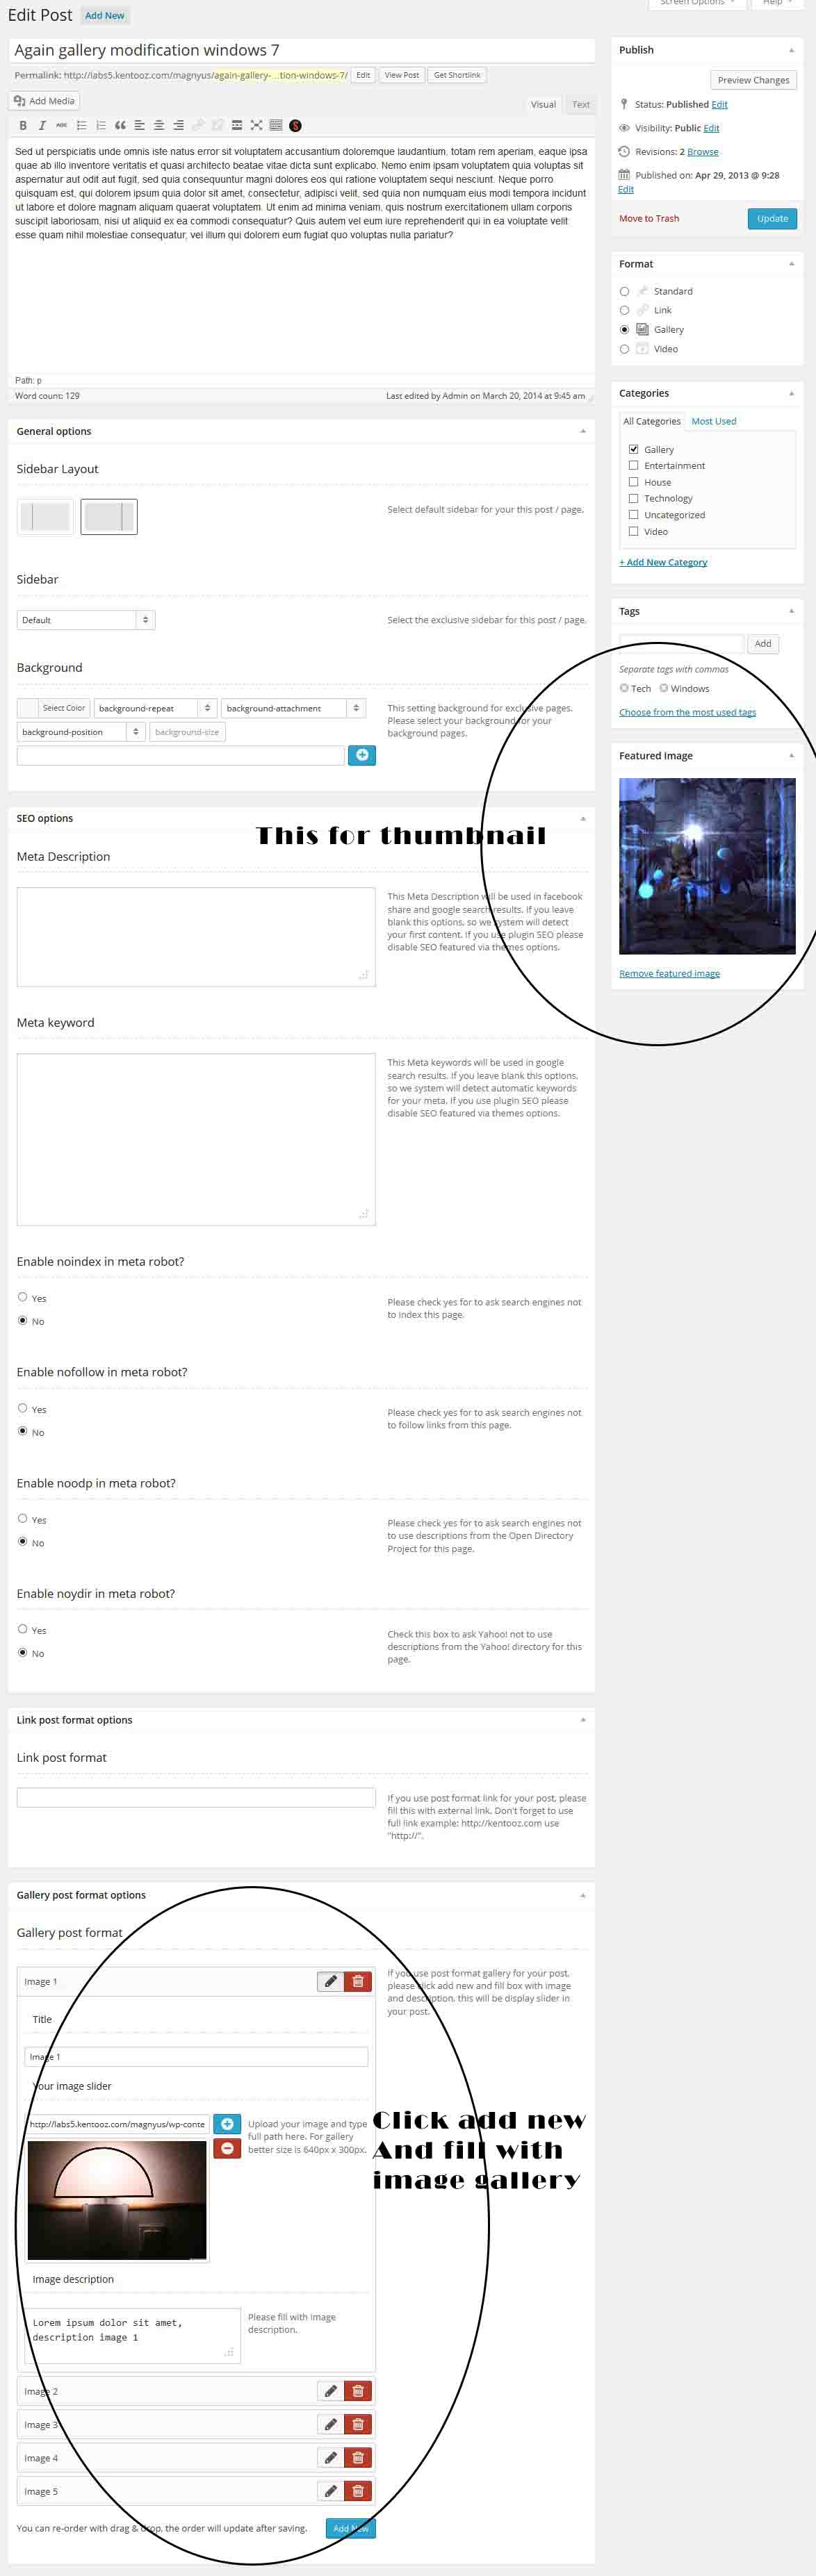 Screen Options
Help
Edit Post Add New
Again gallery modification windows 7
Permalink: http://labs5.kentooz.com/magnyus/again-gallery-...tion-windows-7/ Edit View Post Get Shortlink
Add Media
Visual Text
B I ABC
Sed ut perspiciatis unde omnis iste natus error sit voluptatem accusantium doloremque laudantium, totam rem aperiam, eaque ipsa
quae ab illo inventore veritatis et quasi architecto beatae vitae dicta sunt explicabo. Nemo enim ipsam voluptatem quia voluptas sit
aspernatur aut odit aut fugit, sed quia consequuntur magni dolores eos qui ratione voluptatem sequi nesciunt. Neque porro
quisquam est, qui dolorem ipsum quia dolor sit amet, consectetur, adipisci velit, sed quia non numquam eius modi tempora incidunt
ut labore et dolore magnam aliquam quaerat voluptatem. Ut enim ad minima veniam, quis nostrum exercitationem ullam corporis
suscipit laboriosam, nisi ut aliquid ex ea commodi consequatur? Quis autem vel eum iure reprehenderit qui in ea voluptate velit
esse quam nihil molestiae consequatur, vel illum qui dolorem eum fugiat quo voluptas nulla pariatur?
Path: p
Word count: 129
Last edited by Admin on March 20, 2014 at 9:45 am
General options
Sidebar Layout
Select default sidebar for your this post / page.
Sidebar
Default
Select the exclusive sidebar for this post / page.
Background
Select Color background-repeat background-attachment
background-position background-size
This setting background for exclusive pages.
Please select your background for your
background pages.
SEO options
This for thumbnail
Meta Description
This Meta Description will be used in facebook
share and google search results. If you leave
blank this options, so we system will detect
your first content. If you use plugin SEO please
disable SEO featured via themes options.
Meta keyword
This Meta keywords will be used in google
search results. If you leave blank this options,
so we system will detect automatic keywords
for your meta. If you use plugin SEO please
disable SEO featured via themes options.
Enable noindex in meta robot?
Yes
No
Please check yes for to ask search engines not
to index this page.
Enable nofollow in meta robot?
Yes
No
Please check yes for to ask search engines not
to follow links from this page.
Enable noodp in meta robot?
Yes
No
Please check yes for to ask search engines not
to use descriptions from the Open Directory
Project for this page.
Enable noydir in meta robot?
Yes
No
Check this box to ask Yahoo! not to use
descriptions from the Yahoo! directory for this
page.
Link post format options
Link post format
If you use post format link for your post, please
fill this with external link. Don't forget to use
full link example: http://kentooz.com use
"http://".
Gallery post format options
Gallery post format
If you use post format gallery for your post,
please click add new and fill box with image
and description, this will be display slider in
your post.
Image 1
Title
Image 1
Your image slider
http://labs5.kentooz.com/magnyus/wp-conte
Upload your image and type
full path here. For gallery
better size is 640px x 300px.
Click add new
And fill with
image gallery
Image description
Lorem ipsum dolor sit amet,
description image 1
Please fill with image
description.
Image 2
Image 3
Image 4
Image 5
You can re-order with drag & drop, the order will update after saving.
Add New
Publish
Preview Changes
Status: Published Edit
Visibility: Public Edit
Revisions: 2 Browse
Published on: Apr 29, 2013 @ 9:28
Edit
Move to Trash Update
Format
Standard
Link
Gallery
Video
Categories
All Categories Most Used
Gallery
Entertainment
House
Technology
Uncategorized
Video
+ Add New Category
Tags
Add
Separate tags with commas
Tech Windows
Choose from the most used tags
Featured Image
Remove featured image